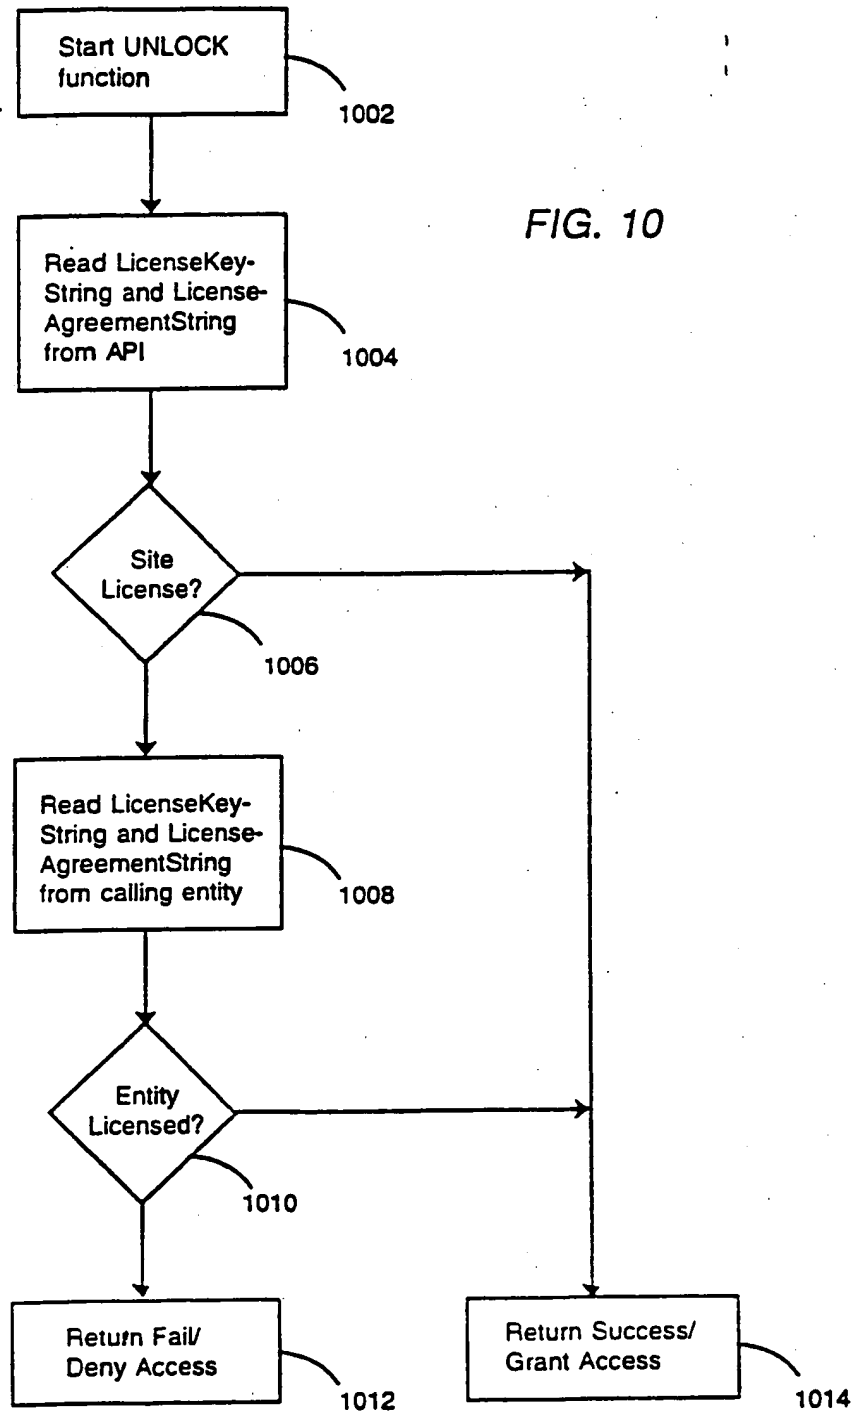 Start UNLOCK
function
1002
FIG. 10
Read LicenseKey-
String and License-
AgreementString
from API
1004
Site
License?
1006
Read LicenseKey-
String and License-
AgreementString
from calling entity
1008
Entity
Licensed?
1010
Return Fail/
Deny Access
1012
Return Success/
Grant Access
1014